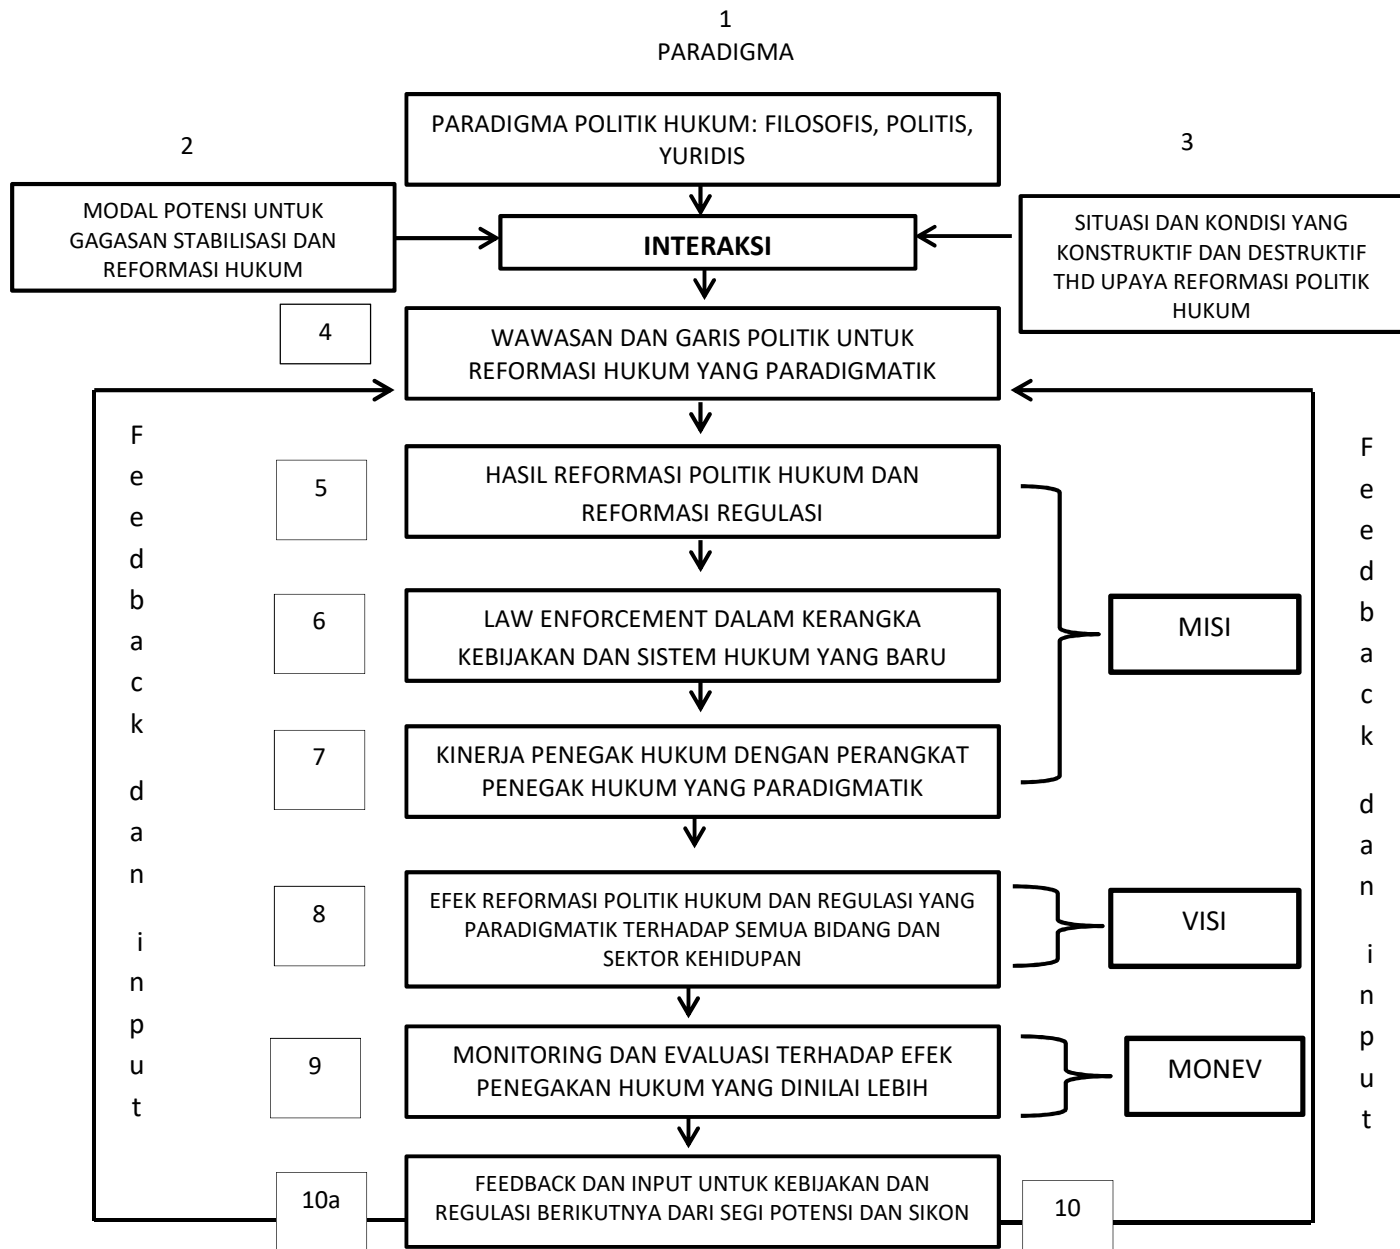 1
PARADIGMA
PARADIGMA POLITIK HUKUM: FILOSOFIS, POLITIS,
YURIDIS
2
MODAL POTENSI UNTUK
GAGASAN STABILISASI DAN
REFORMASI HUKUM
INTERAKSI
3
SITUASI DAN KONDISI YANG
KONSTRUKTIF DAN DESTRUKTIF
THD UPAYA REFORMASI POLITIK
HUKUM
4
WAWASAN DAN GARIS POLITIK UNTUK
REFORMASI HUKUM YANG PARADIGMATIK
Feedback dan input
5
HASIL REFORMASI POLITIK HUKUM DAN
REFORMASI REGULASI
6
LAW ENFORCEMENT DALAM KERANGKA
KEBIJAKAN DAN SISTEM HUKUM YANG BARU
MISI
7
KINERJA PENEGAK HUKUM DENGAN PERANGKAT
PENEGAK HUKUM YANG PARADIGMATIK
8
EFEK REFORMASI POLITIK HUKUM DAN REGULASI YANG
PARADIGMATIK TERHADAP SEMUA BIDANG DAN
SEKTOR KEHIDUPAN
VISI
9
MONITORING DAN EVALUASI TERHADAP EFEK
PENEGAKAN HUKUM YANG DINILAI LEBIH
MONEV
10a
FEEDBACK DAN INPUT UNTUK KEBIJAKAN DAN
REGULASI BERIKUTNYA DARI SEGI POTENSI DAN SIKON
10
Feedback dan input